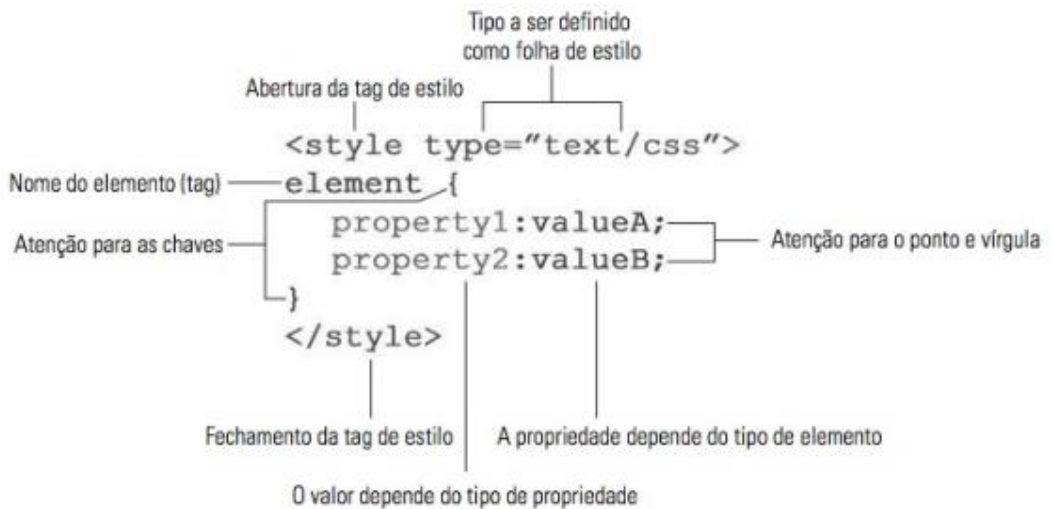 Tipo a ser definido
como folha de estilo
Abertura da tag de estilo
<style type="text/css">
Nome do elemento (tag)
element {
Atenção para as chaves
property1:valueA;
property2:valueB;
Atenção para o ponto e vírgula
}
</style>
Fechamento da tag de estilo
A propriedade depende do tipo de elemento
O valor depende do tipo de propriedade